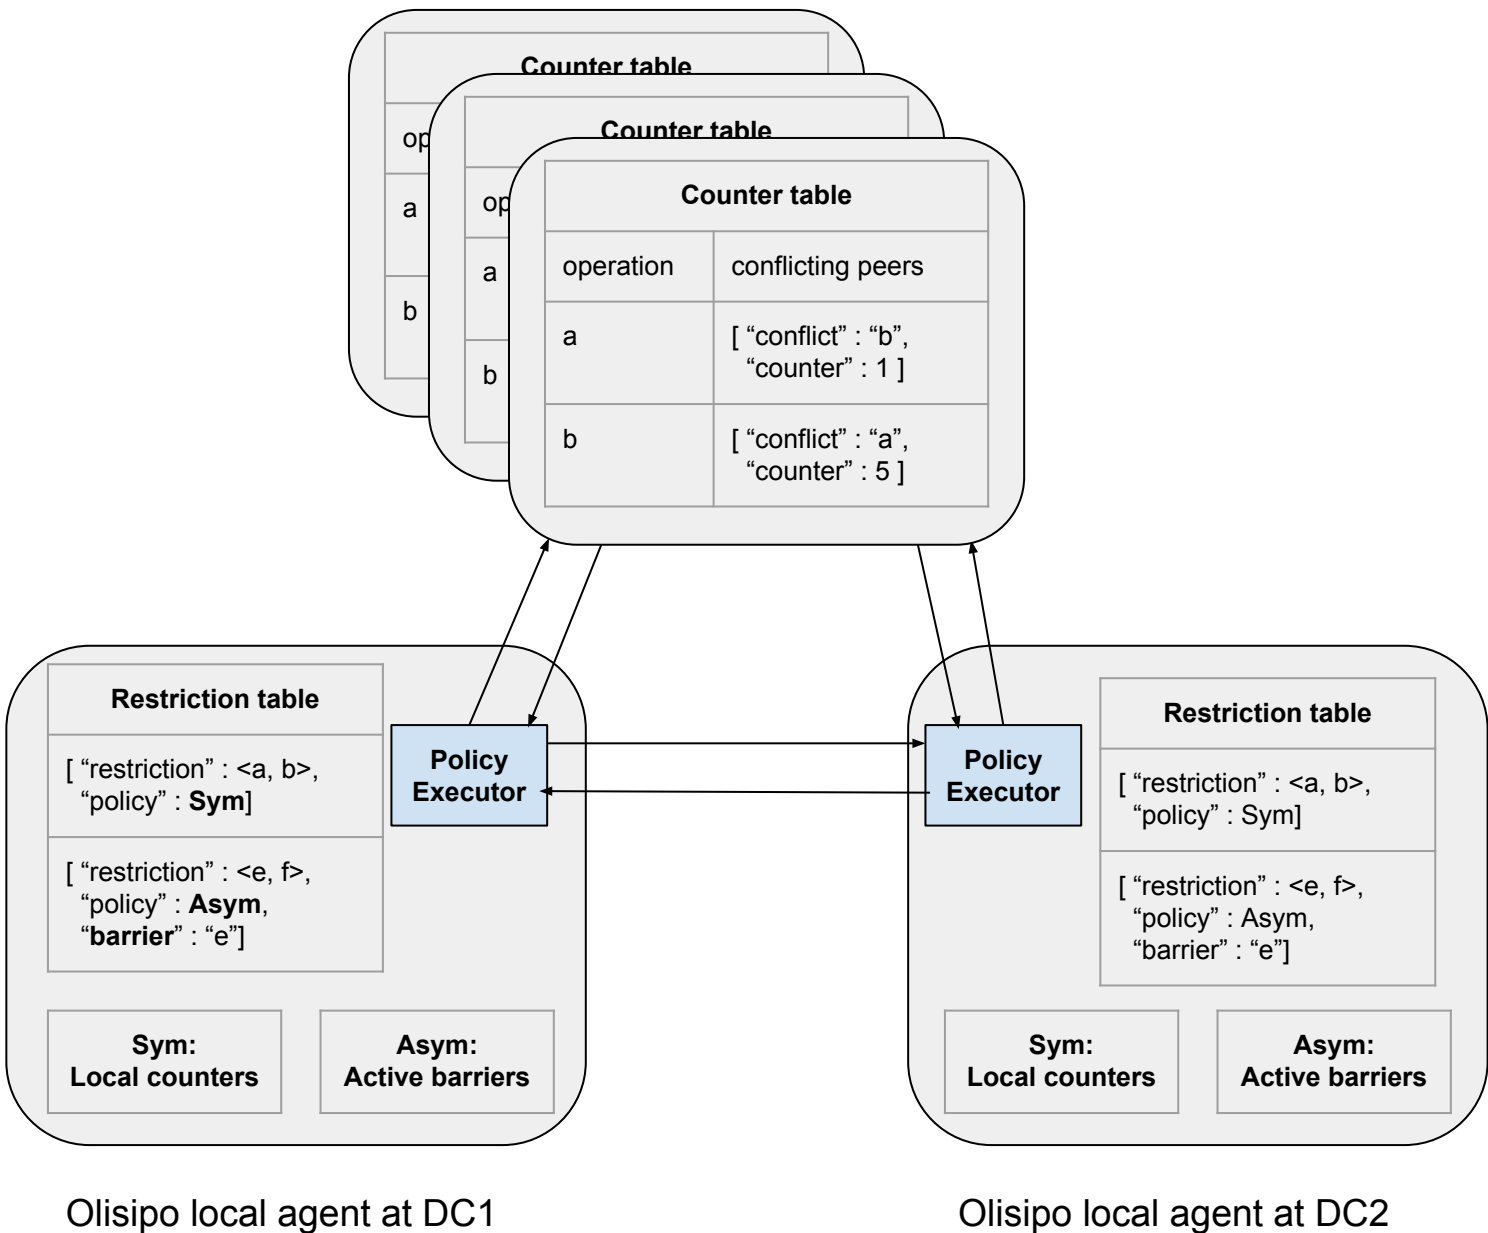 Counter table
op
a
b
Counter table
op
a
b
Counter table
operation conflicting peers
a [ “conflict” : “b”,
“counter” : 1 ]
b [ “conflict” : “a”,
“counter” : 5 ]
Restriction table
[ “restriction” : <a, b>,
“policy” : Sym]
[ “restriction” : <e, f>,
“policy” : Asym,
“barrier” : “e”]
Policy
Executor
Sym:
Local counters
Asym:
Active barriers
Policy
Executor
Restriction table
[ “restriction” : <a, b>,
“policy” : Sym]
[ “restriction” : <e, f>,
“policy” : Asym,
“barrier” : “e”]
Sym:
Local counters
Asym:
Active barriers
Olisipo local agent at DC1
Olisipo local agent at DC2